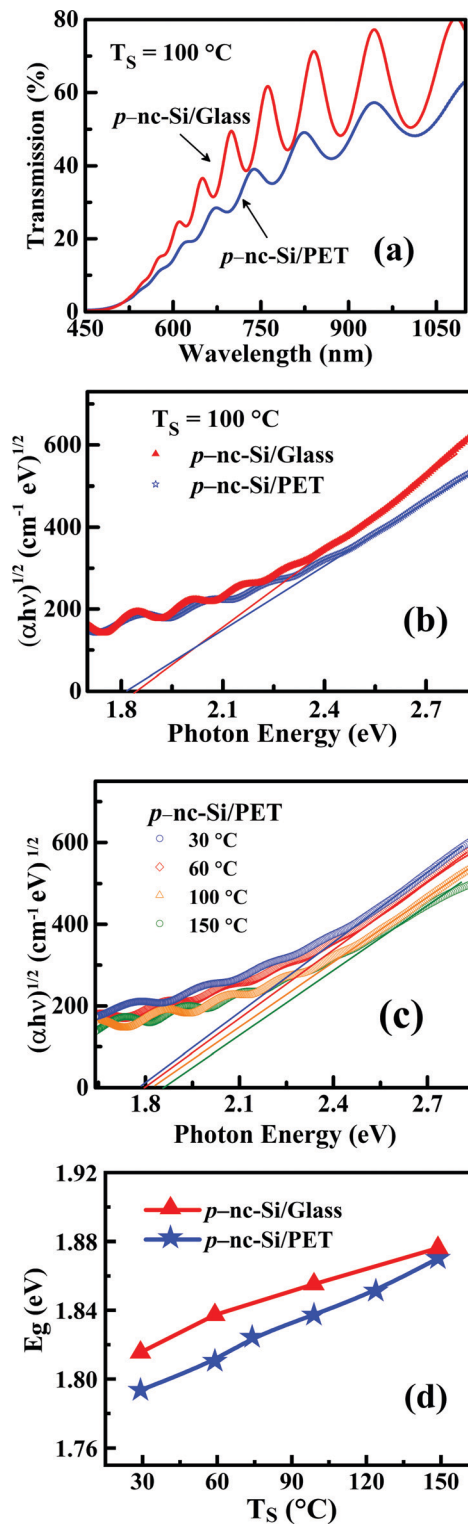 80
60
40
20
0
Transmission (%)
T_S = 100 °C
p–nc-Si/Glass
p–nc-Si/PET
(a)
450 600 750 900 1050
Wavelength (nm)
600
400
200
0
(αhν)^1/2 (cm^-1 eV)^1/2
T_S = 100 °C
p–nc-Si/Glass
p–nc-Si/PET
(b)
1.8 2.1 2.4 2.7
Photon Energy (eV)
600
400
200
0
(αhν)^1/2 (cm^-1 eV)^1/2
p–nc-Si/PET
30 °C
60 °C
100 °C
150 °C
(c)
1.8 2.1 2.4 2.7
Photon Energy (eV)
1.92
1.88
1.84
1.80
1.76
Eg (eV)
p–nc-Si/Glass
p–nc-Si/PET
(d)
30 60 90 120 150
T_S (°C)